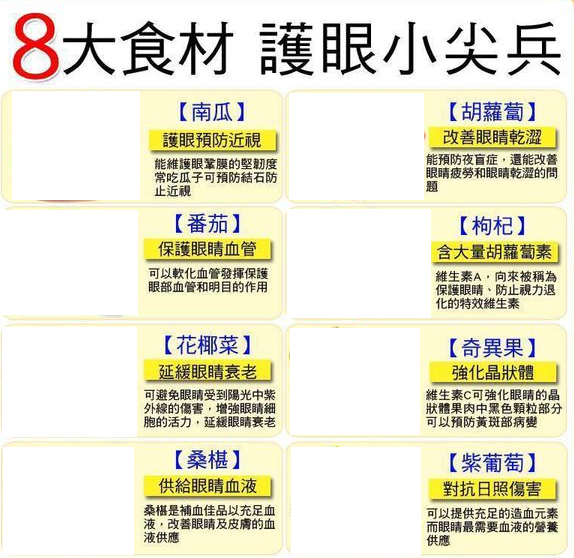 8大食材 護眼小尖兵
【南瓜】
護眼預防近視
能維護眼鞏膜的堅韌度
常吃瓜子可預防結石防
止近視
【胡蘿蔔】
改善眼睛乾澀
能預防夜盲症，還能改善
眼睛疲勞和眼睛乾澀的問
題
【番茄】
保護眼睛血管
可以軟化血管發揮保護
眼部血管和明目的作用
【枸杞】
含大量胡蘿蔔素
維生素A，向來被稱為
保護眼睛、防止視力退
化的特效維生素
【花椰菜】
延緩眼睛衰老
可避免眼睛受到陽光中紫
外線的傷害，增強眼睛細
胞的活力，延緩眼睛衰老
【奇異果】
強化晶狀體
維生素C可強化眼睛的晶
狀體果肉中黑色顆粒部分
可以預防黃斑部病變
【桑椹】
供給眼睛血液
桑椹是補血佳品以充足血
液，改善眼睛及皮膚的血
液供應
【紫葡萄】
對抗日照傷害
可以提供充足的造血元素
而眼睛最需要血液的營養
供應